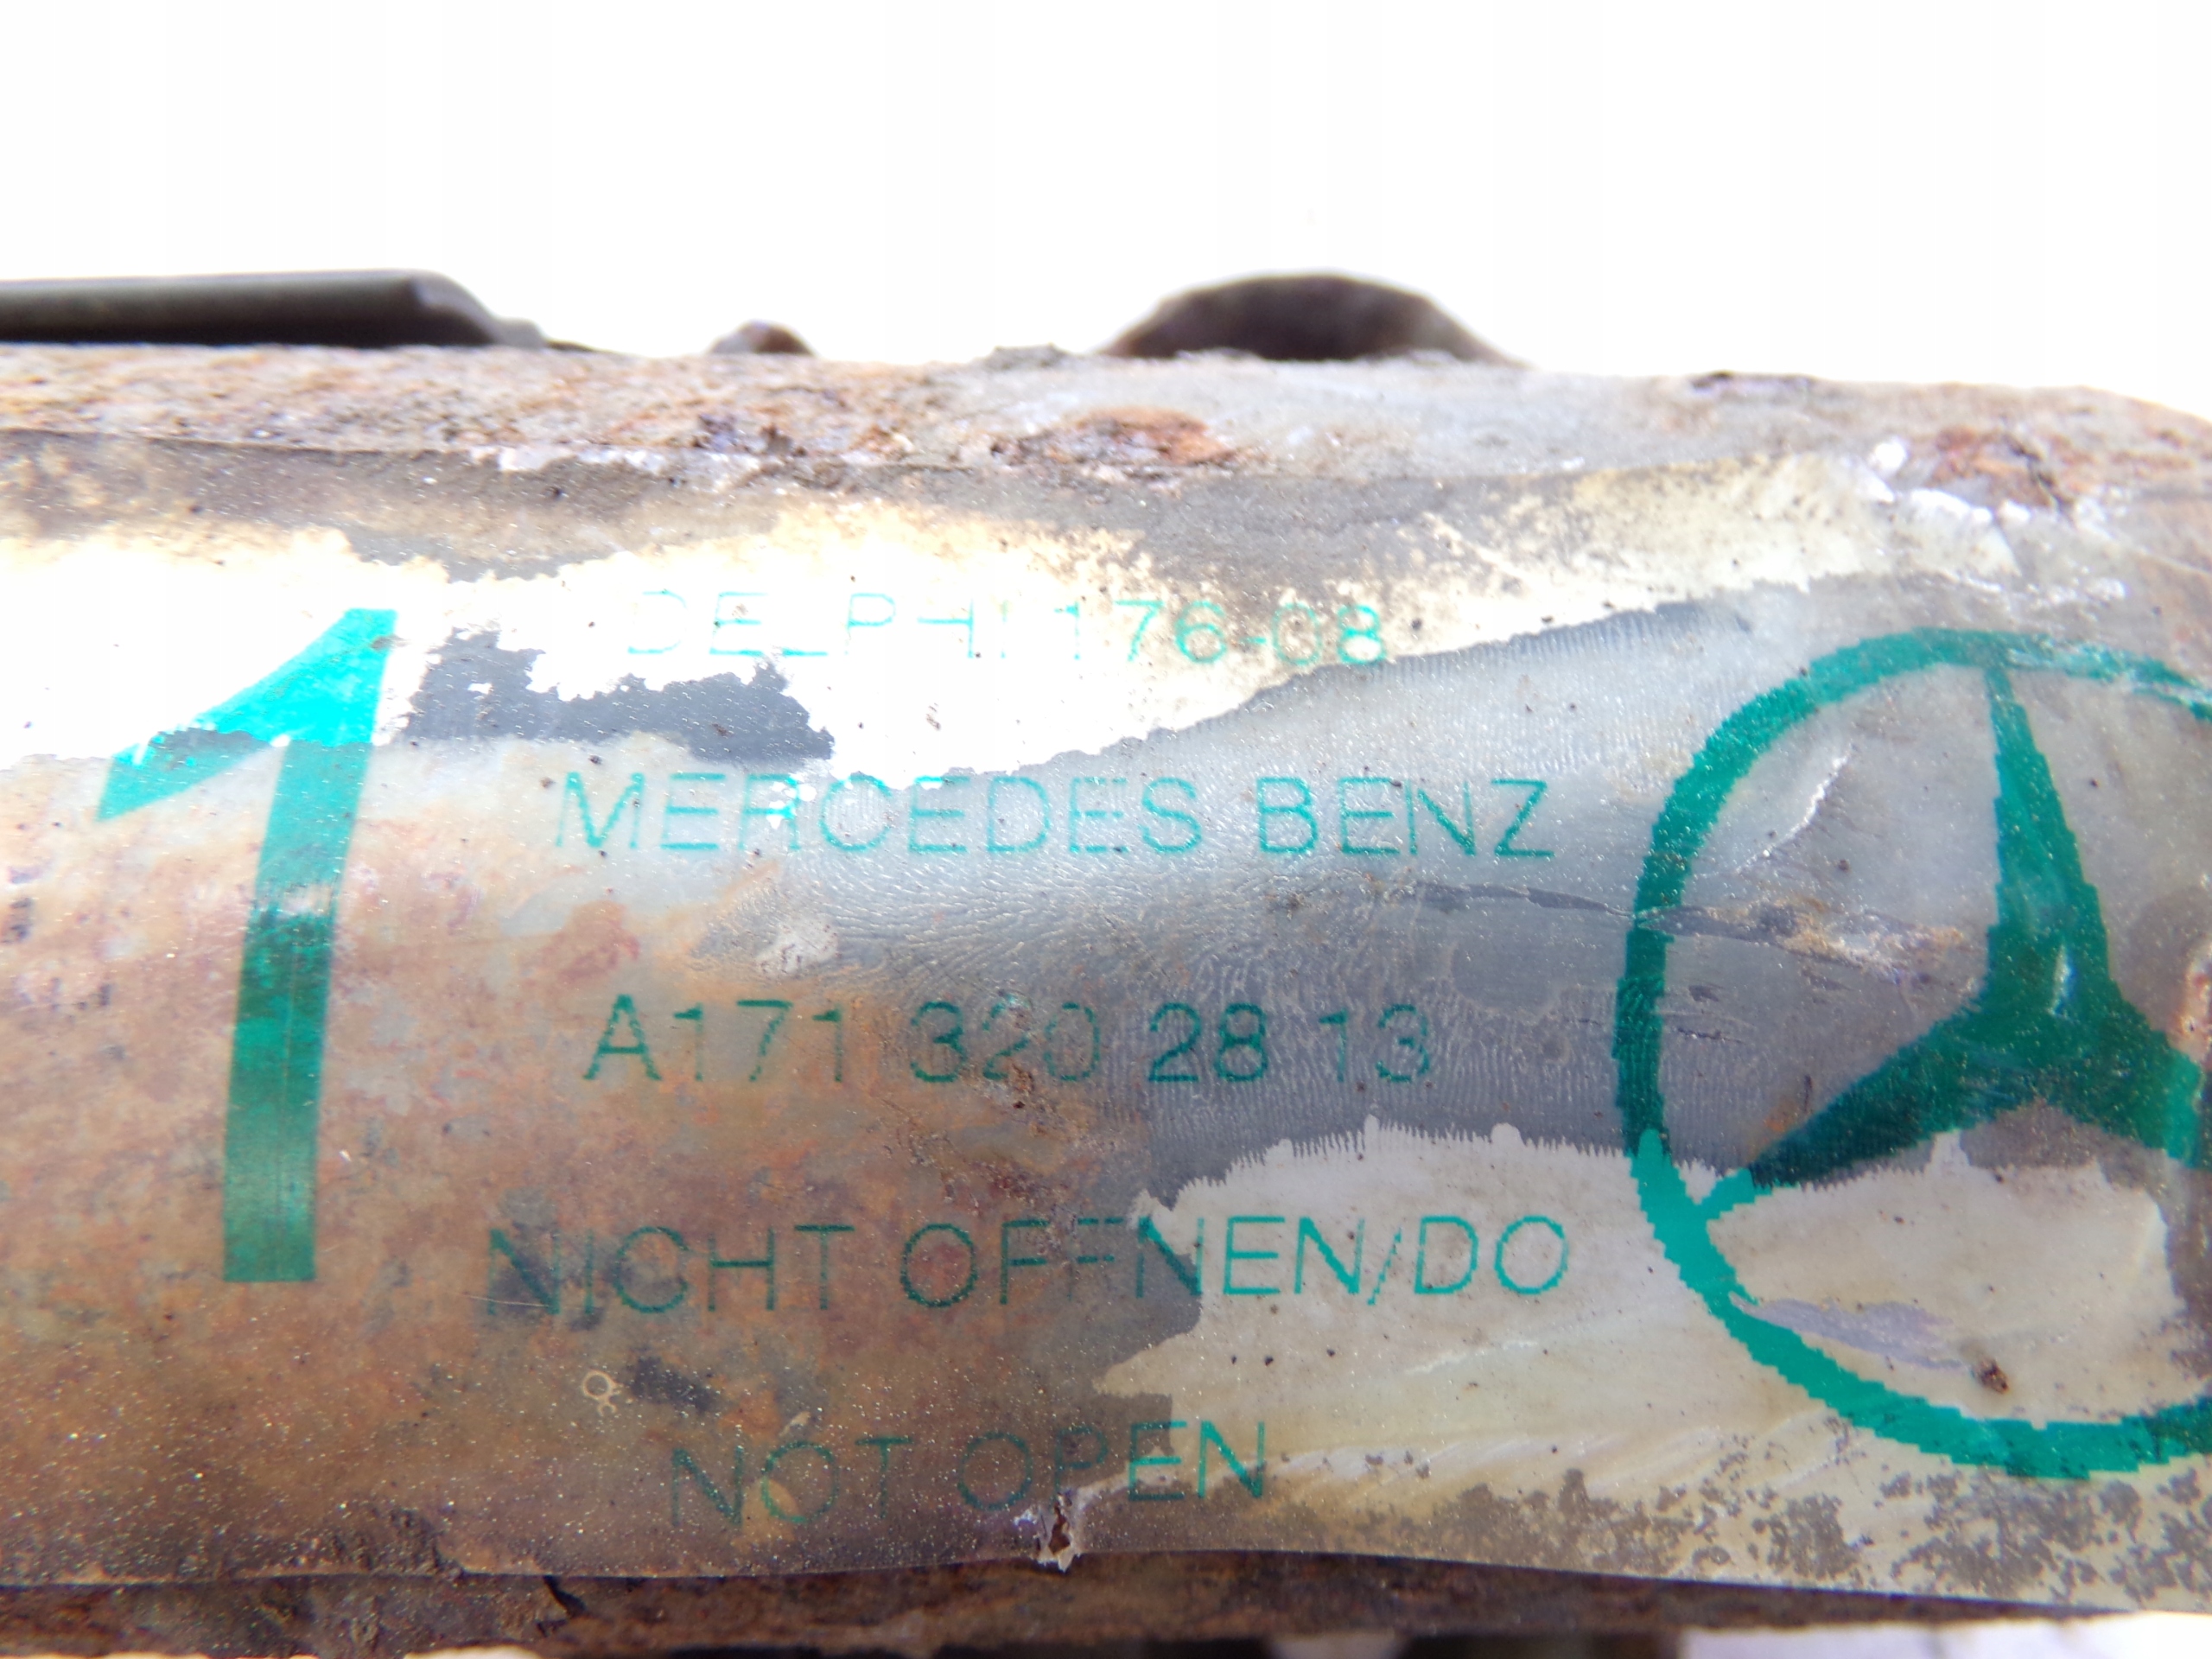 1
DELPHI 176-08
MERCEDES BENZ
A171 320 28 13
NICHT OFFNEN/DO
NOT OPEN